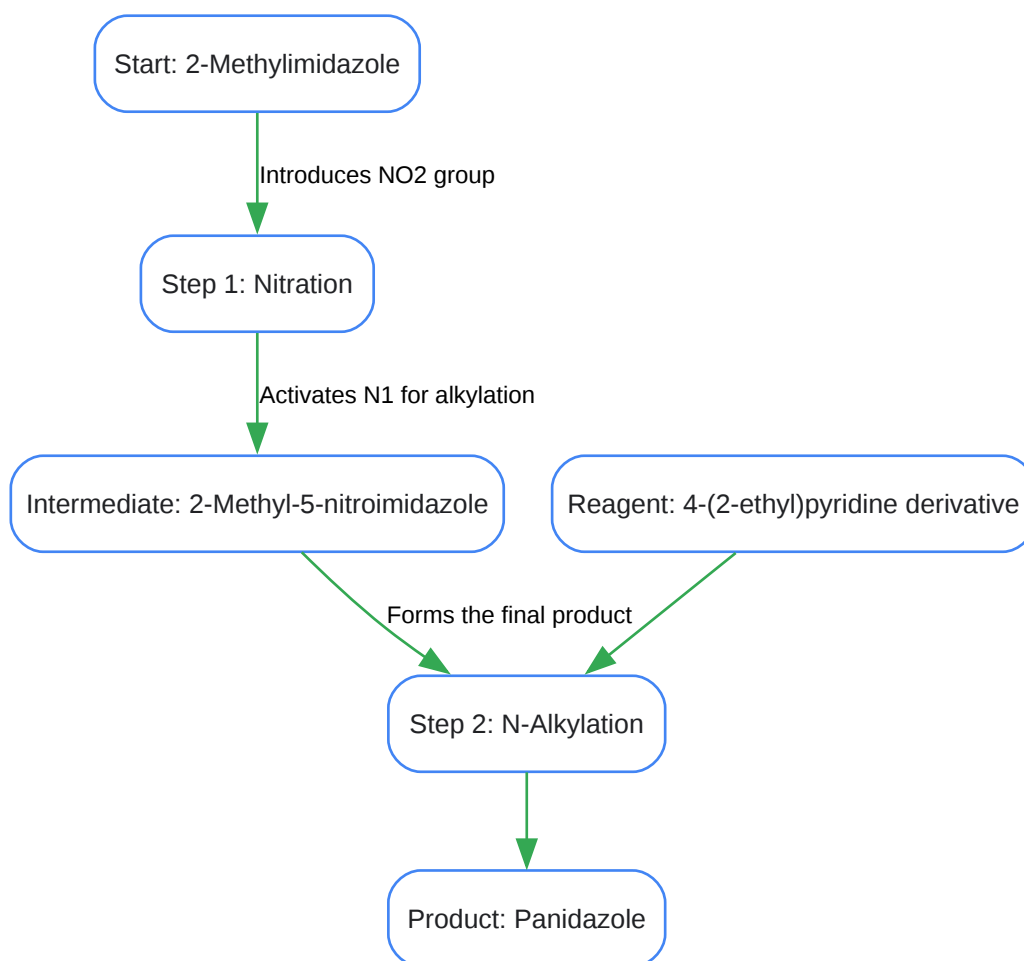 Start: 2-Methylimidazole
Introduces NO2 group
Step 1: Nitration
Activates N1 for alkylation
Intermediate: 2-Methyl-5-nitroimidazole
Reagent: 4-(2-ethyl)pyridine derivative
Forms the final product
Step 2: N-Alkylation
Product: Panidazole